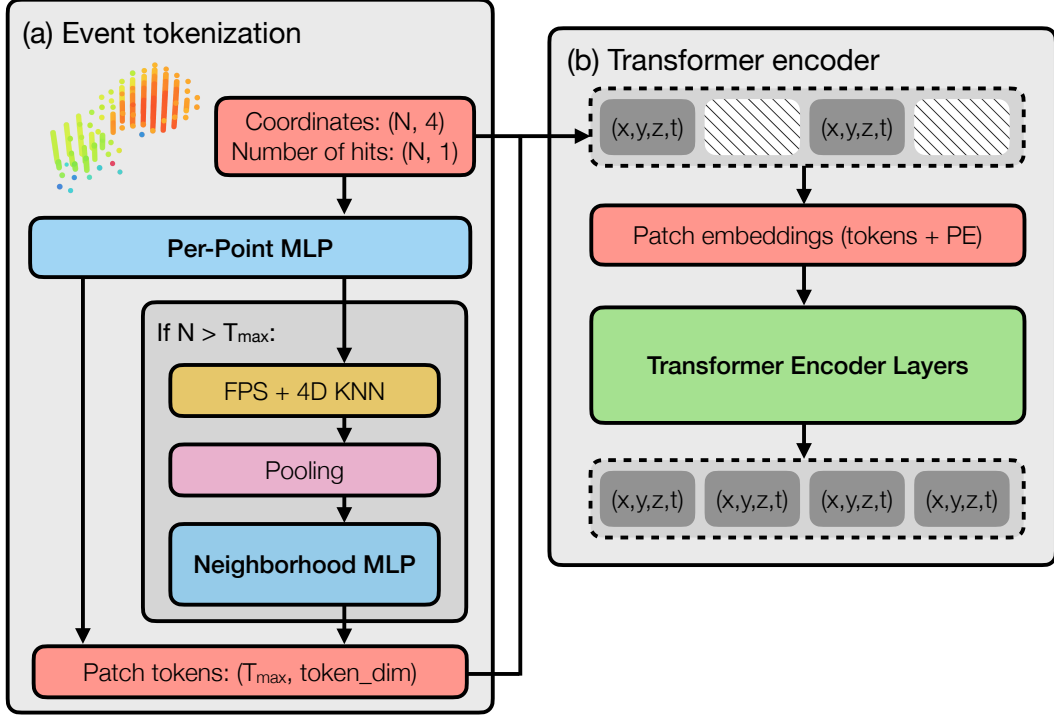 (a) Event tokenization
Coordinates: (N, 4)
Number of hits: (N, 1)
Per-Point MLP
If N > Tmax:
FPS + 4D KNN
Pooling
Neighborhood MLP
Patch tokens: (Tmax, token_dim)
(b) Transformer encoder
(x,y,z,t) (x,y,z,t)
Patch embeddings (tokens + PE)
Transformer Encoder Layers
(x,y,z,t) (x,y,z,t) (x,y,z,t) (x,y,z,t)